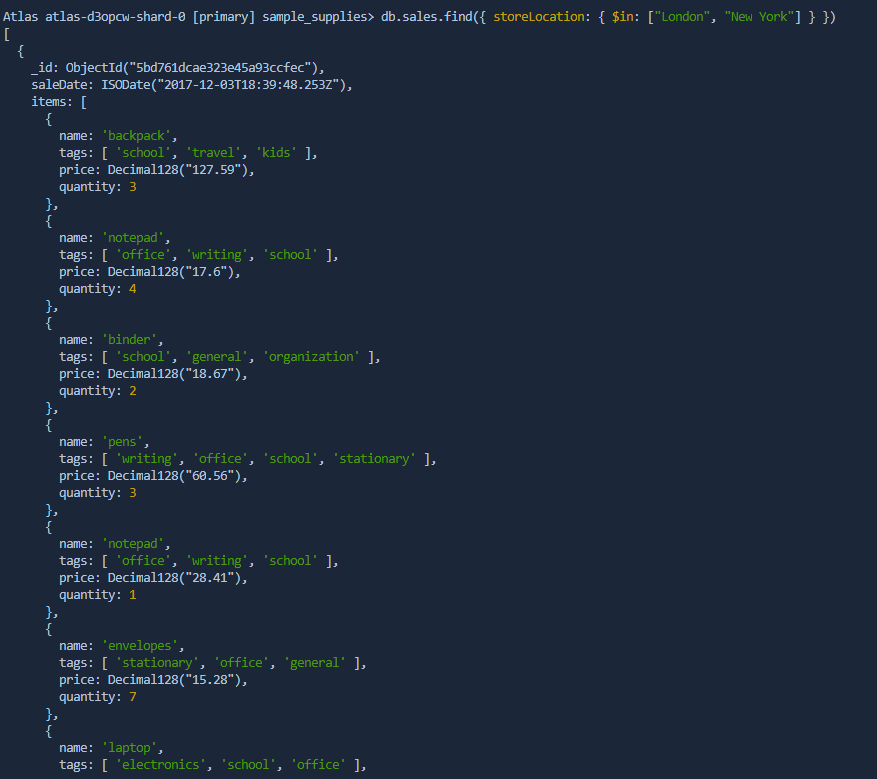 Atlas atlas-d3opcw-shard-0 [primary] sample_supplies> db.sales.find({ storeLocation: { $in: ["London", "New York"] } })
[
  {
    _id: ObjectId("5bd761dcae323e45a93ccfec"),
    saleDate: ISODate("2017-12-03T18:39:48.253Z"),
    items: [
      {
        name: 'backpack',
        tags: [ 'school', 'travel', 'kids' ],
        price: Decimal128("127.59"),
        quantity: 3
      },
      {
        name: 'notepad',
        tags: [ 'office', 'writing', 'school' ],
        price: Decimal128("17.6"),
        quantity: 4
      },
      {
        name: 'binder',
        tags: [ 'school', 'general', 'organization' ],
        price: Decimal128("18.67"),
        quantity: 2
      },
      {
        name: 'pens',
        tags: [ 'writing', 'office', 'school', 'stationary' ],
        price: Decimal128("60.56"),
        quantity: 3
      },
      {
        name: 'notepad',
        tags: [ 'office', 'writing', 'school' ],
        price: Decimal128("28.41"),
        quantity: 1
      },
      {
        name: 'envelopes',
        tags: [ 'stationary', 'office', 'general' ],
        price: Decimal128("15.28"),
        quantity: 7
      },
      {
        name: 'laptop',
        tags: [ 'electronics', 'school', 'office' ],